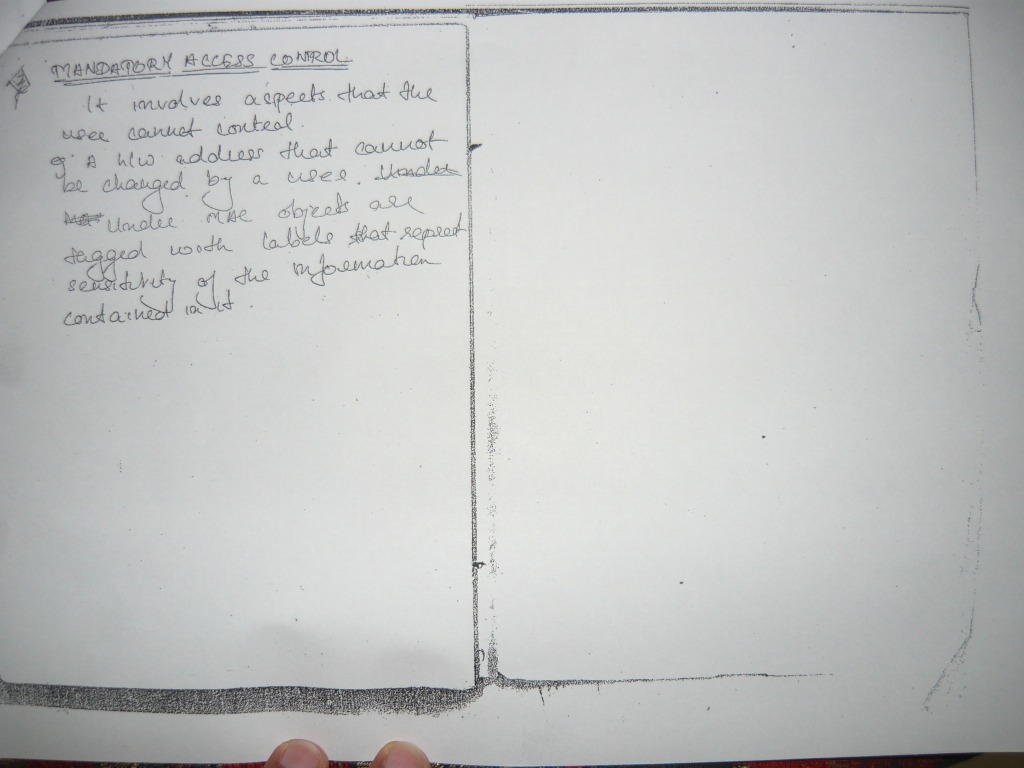 MANDATORY ACCESS CONTROL
It involves aspects that the
user cannot control.
eg. A h/w address that cannot
be changed by a user. Under
Under MAC objects are
tagged with labels that represent
sensitivity of the information
contained in it.